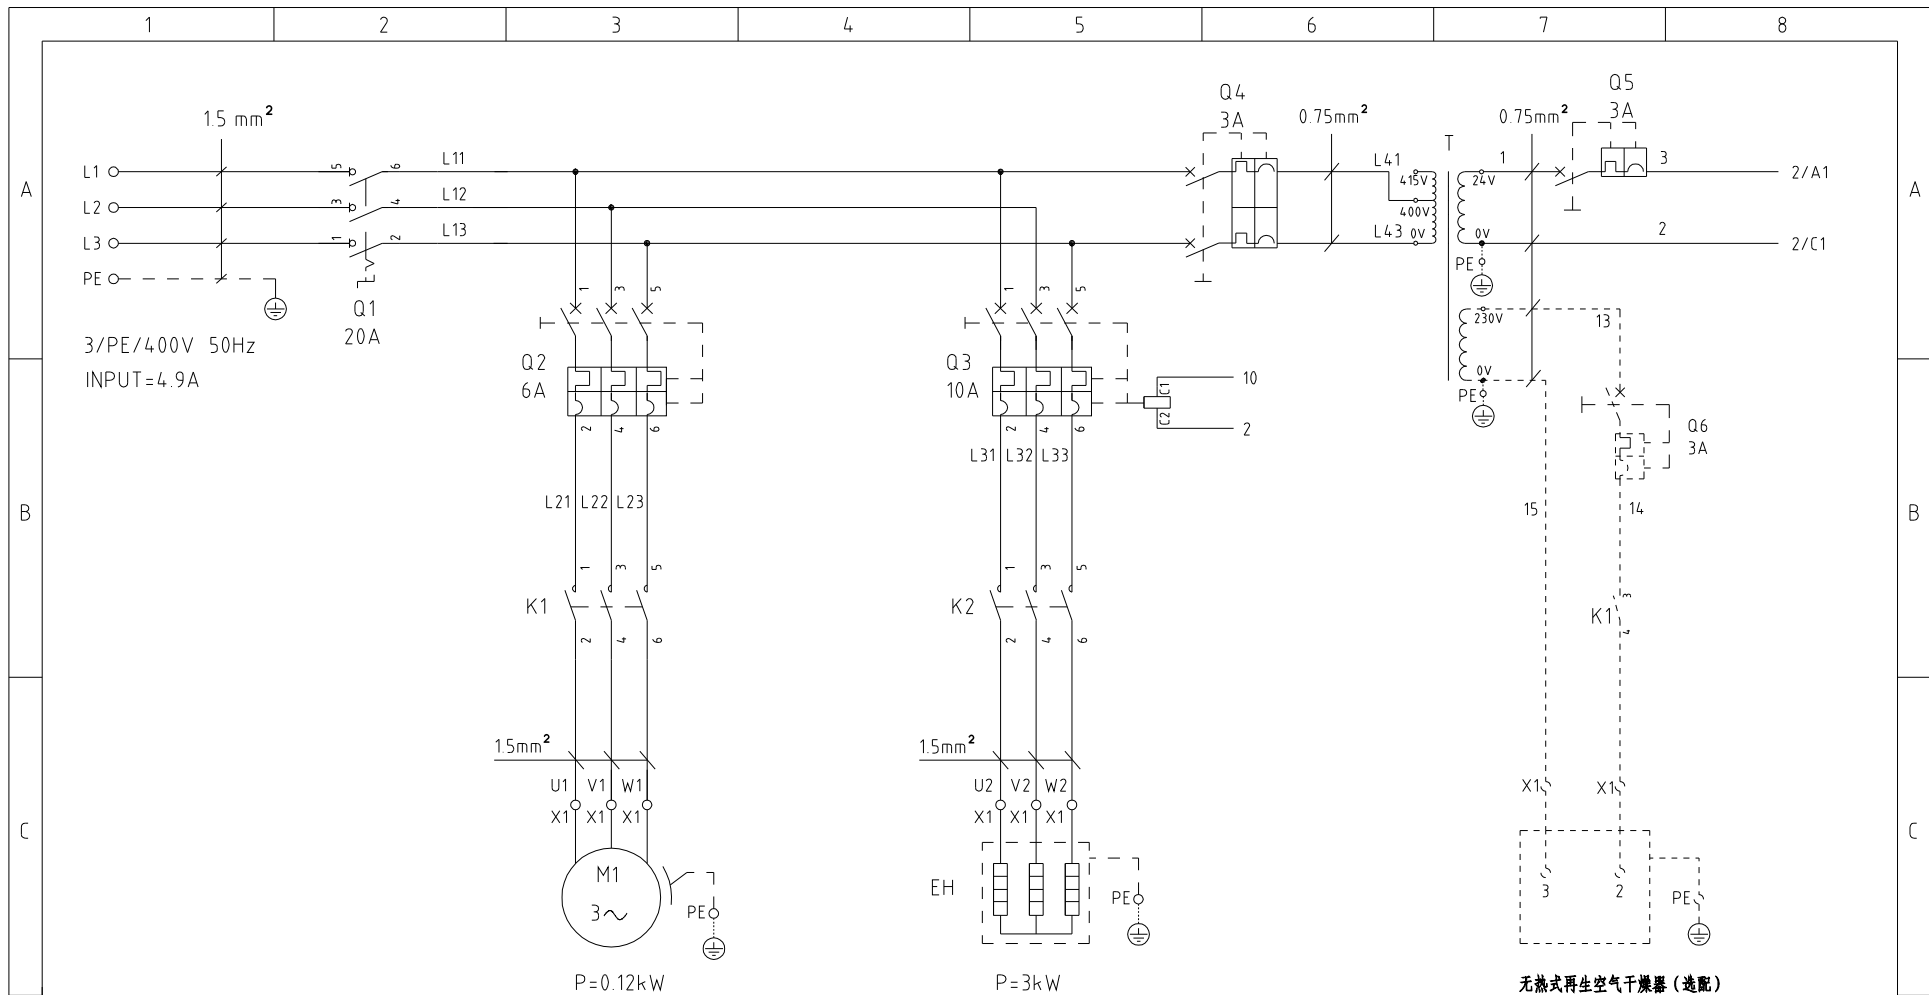 1 2 3 4 5 6 7 8
Q5
3A
Q4
3A
1.5 mm²
0.75mm²
0.75mm²
T
L1 5 6 L11
L41 415V 24V 1 3 2/A1
A A
L2 3 4 L12
400V
L3 1 2 L13
L43 0V 0V 2 2/C1
PE
PE
Q1
20A
1 3 5
1 3 5
230V 13
3/PE/400V 50Hz
INPUT=4.9A
Q2
6A
Q3
10A
C1 10
C2 2
0V
PE
Q6
3A
2 4 6
2 4 6
L31 L32 L33
L21 L22 L23
15 14
B B
1 3 5
1 3 5
K1
K2
K1 3 4
2 4 6
2 4 6
1.5mm²
1.5mm²
U1 V1 W1
U2 V2 W2
X1 X1
X1 X1 X1
X1 X1 X1
C C
M1
3~
PE
EH
PE
3 2
PE
P=0.12kW
P=3kW
无热式再生空气干燥器(选配)